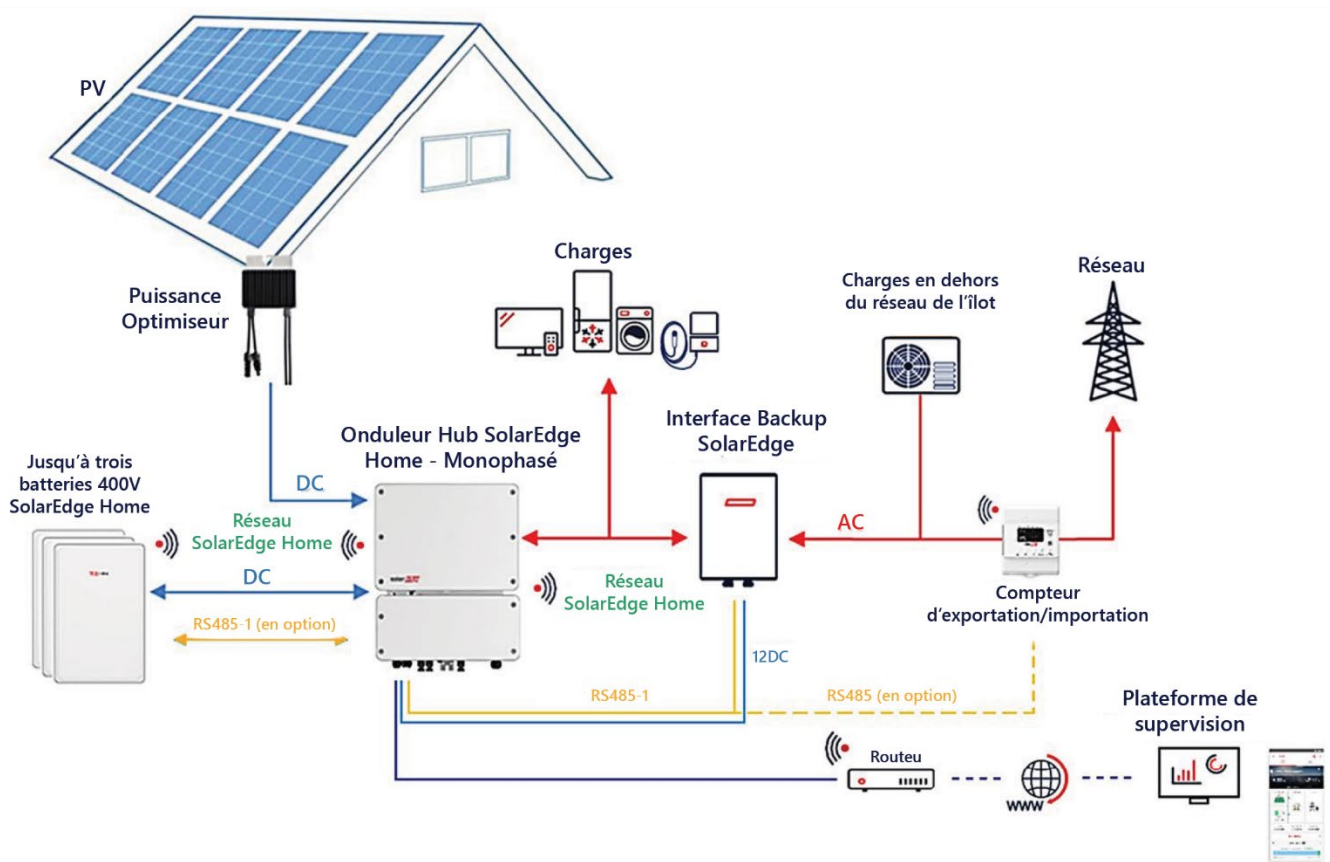 PV
Puissance
Optimiseur
Charges
Charges en dehors
du réseau de l'îlot
Réseau
Onduleur Hub SolarEdge
Home - Monophasé
Interface Backup
SolarEdge
Jusqu'à trois
batteries 400V
SolarEdge Home
DC
Réseau
SolarEdge Home
DC
RS485-1 (en option)
AC
Réseau
SolarEdge Home
Compteur
d'exportation/importation
12DC
RS485-1
RS485 (en option)
Plateforme de
supervision
Routeu
www